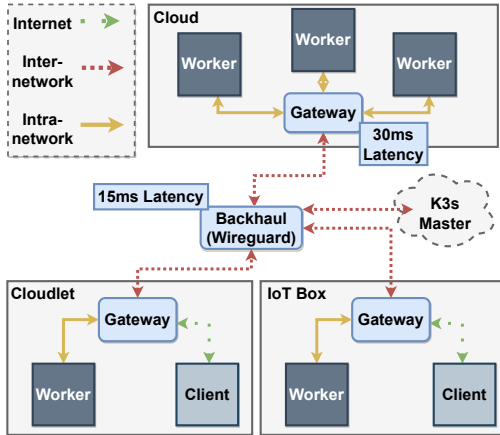 Internet
Inter-
network
Intra-
network
Cloud
Worker
Worker
Worker
Gateway
30ms
Latency
15ms Latency
Backhaul
(Wireguard)
K3s
Master
Cloudlet
Gateway
Worker
Client
IoT Box
Gateway
Worker
Client